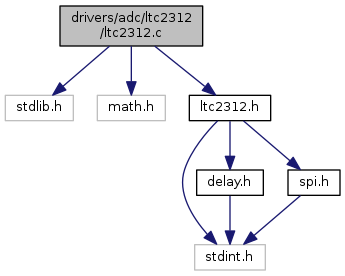 drivers/adc/ltc2312
/ltc2312.c
stdlib.h
math.h
ltc2312.h
delay.h
spi.h
stdint.h